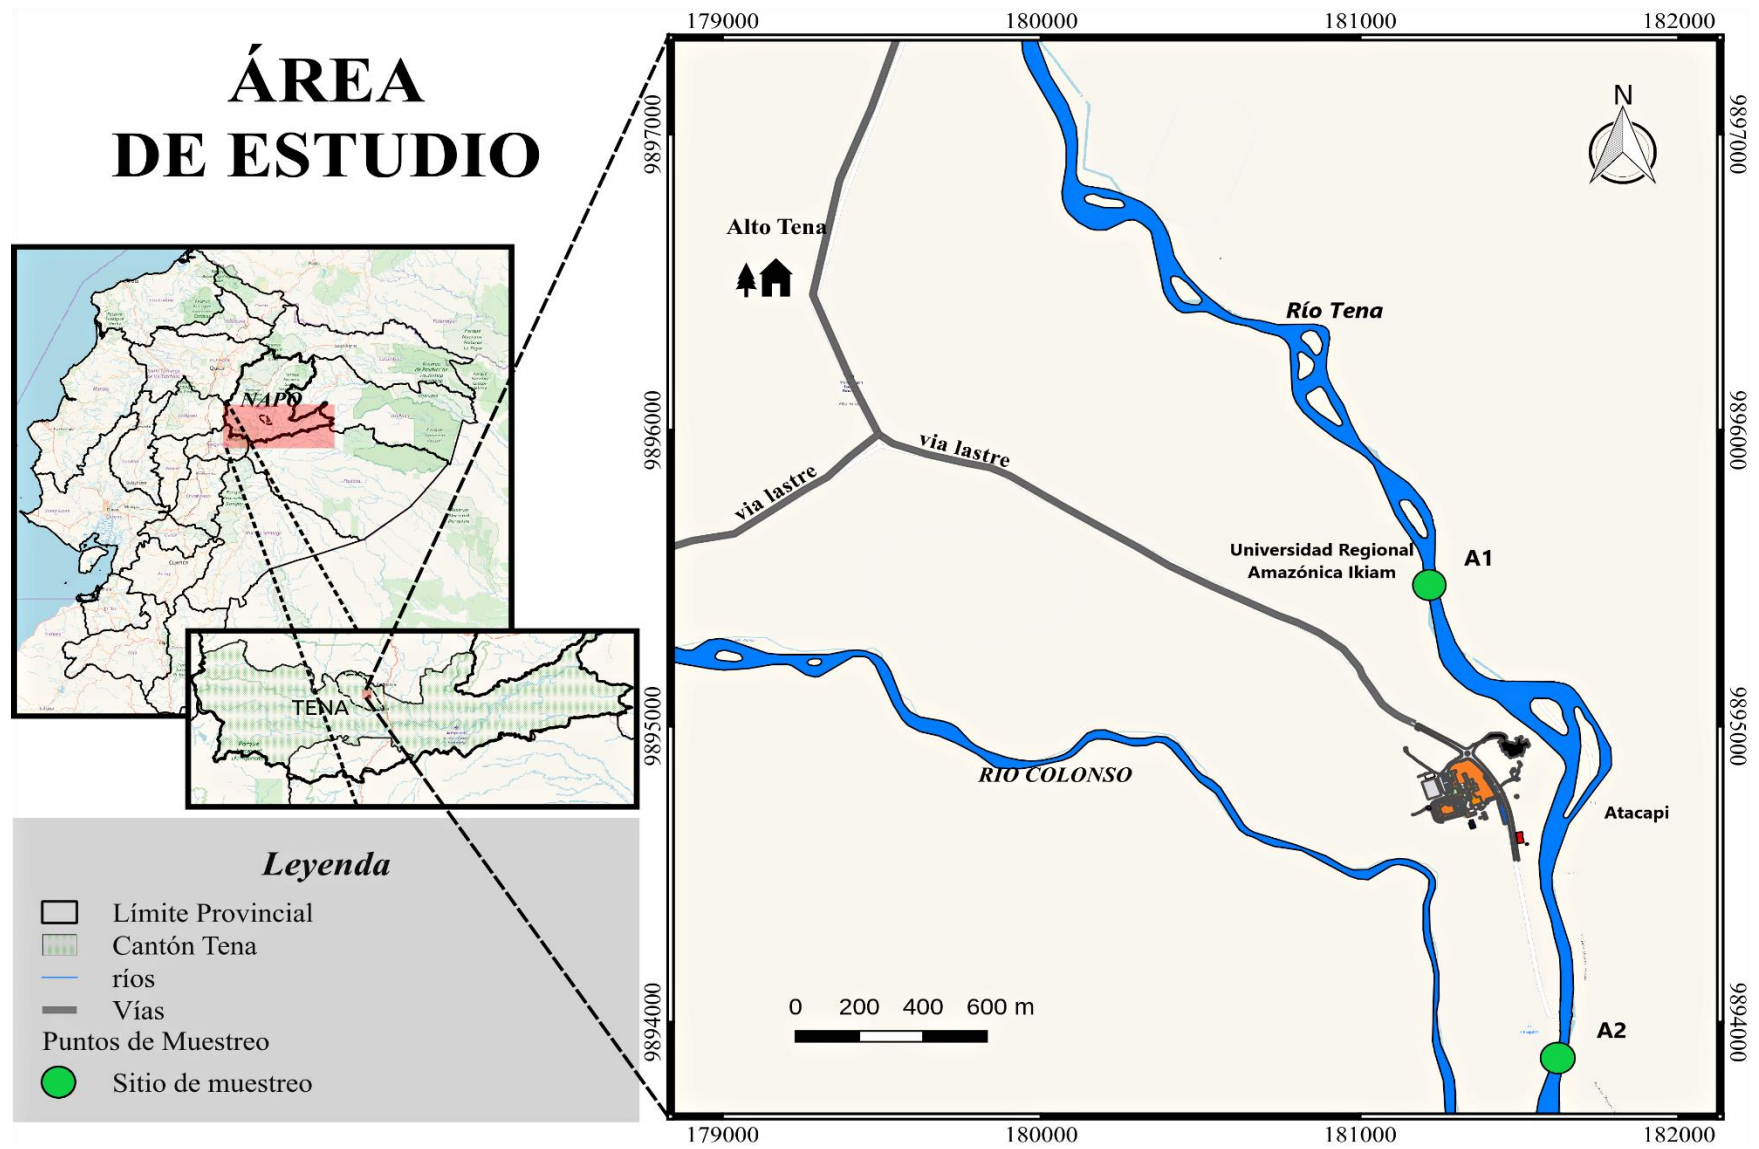 ÁREA
DE ESTUDIO
NAPO
Cuenca
TENA
Parque
Leyenda
Límite Provincial
Cantón Tena
ríos
Vías
Puntos de Muestreo
Sitio de muestreo
179000
180000
181000
182000
9897000
9896000
9895000
9894000
N
Alto Tena
Río Tena
via lastre
via lastre
Universidad Regional
Amazónica Ikiam
A1
RIO COLONSO
Atacapi
A2
0 200 400 600 m
9897000
9896000
9895000
9894000
179000
180000
181000
182000